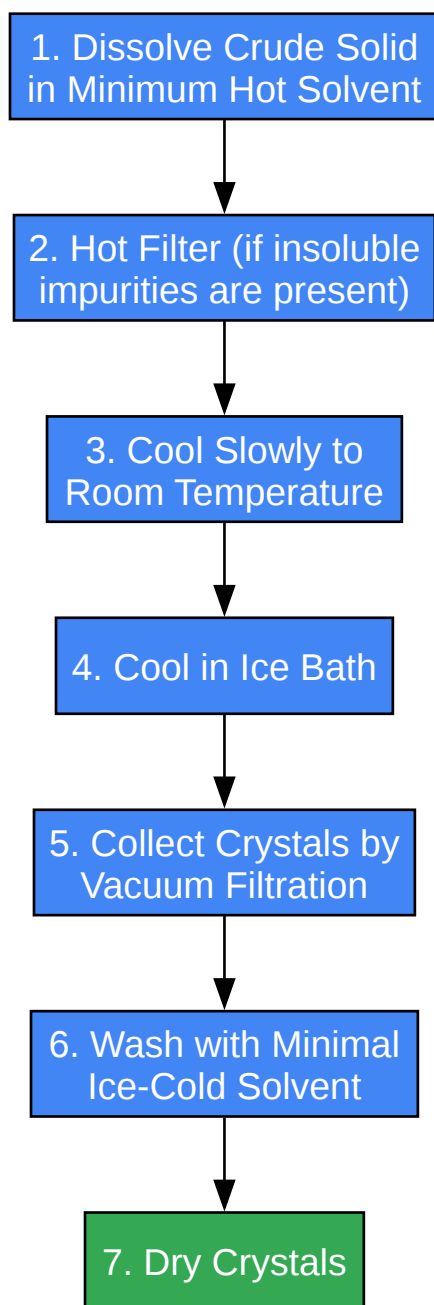 1. Dissolve Crude Solid
in Minimum Hot Solvent
2. Hot Filter (if insoluble
impurities are present)
3. Cool Slowly to
Room Temperature
4. Cool in Ice Bath
5. Collect Crystals by
Vacuum Filtration
6. Wash with Minimal
Ice-Cold Solvent
7. Dry Crystals